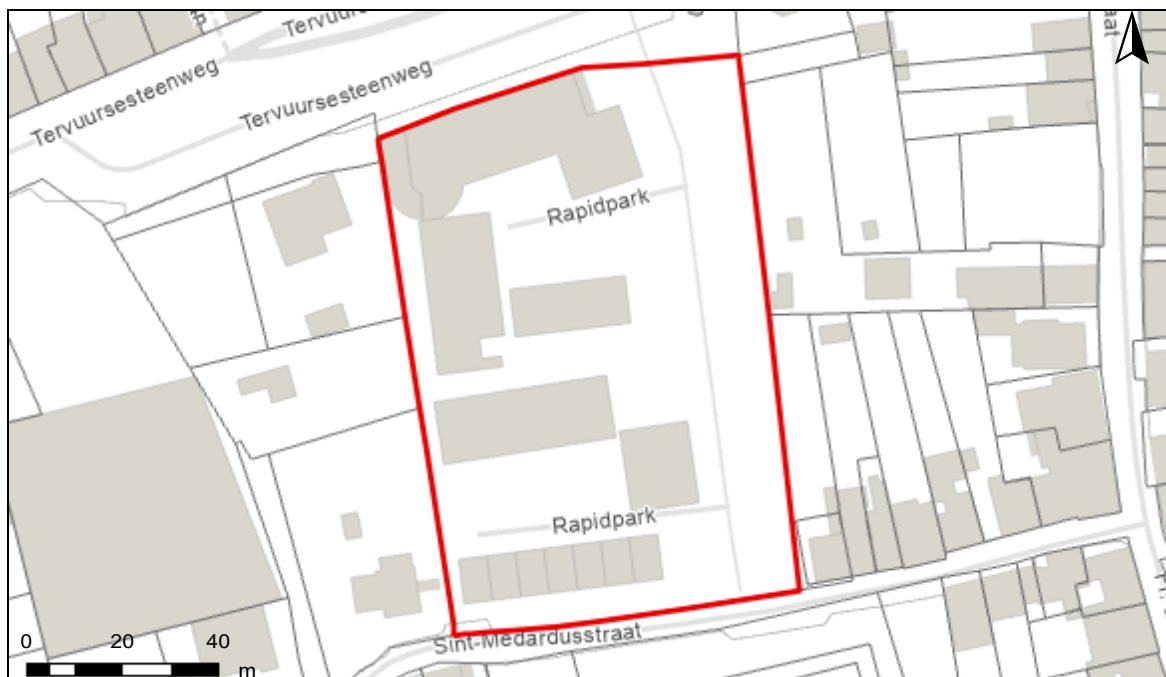 Tervuursesteenweg
Tervuursesteenweg
Rapidpark
Rapidpark
Sint-Medardusstraat
0 20 40
m